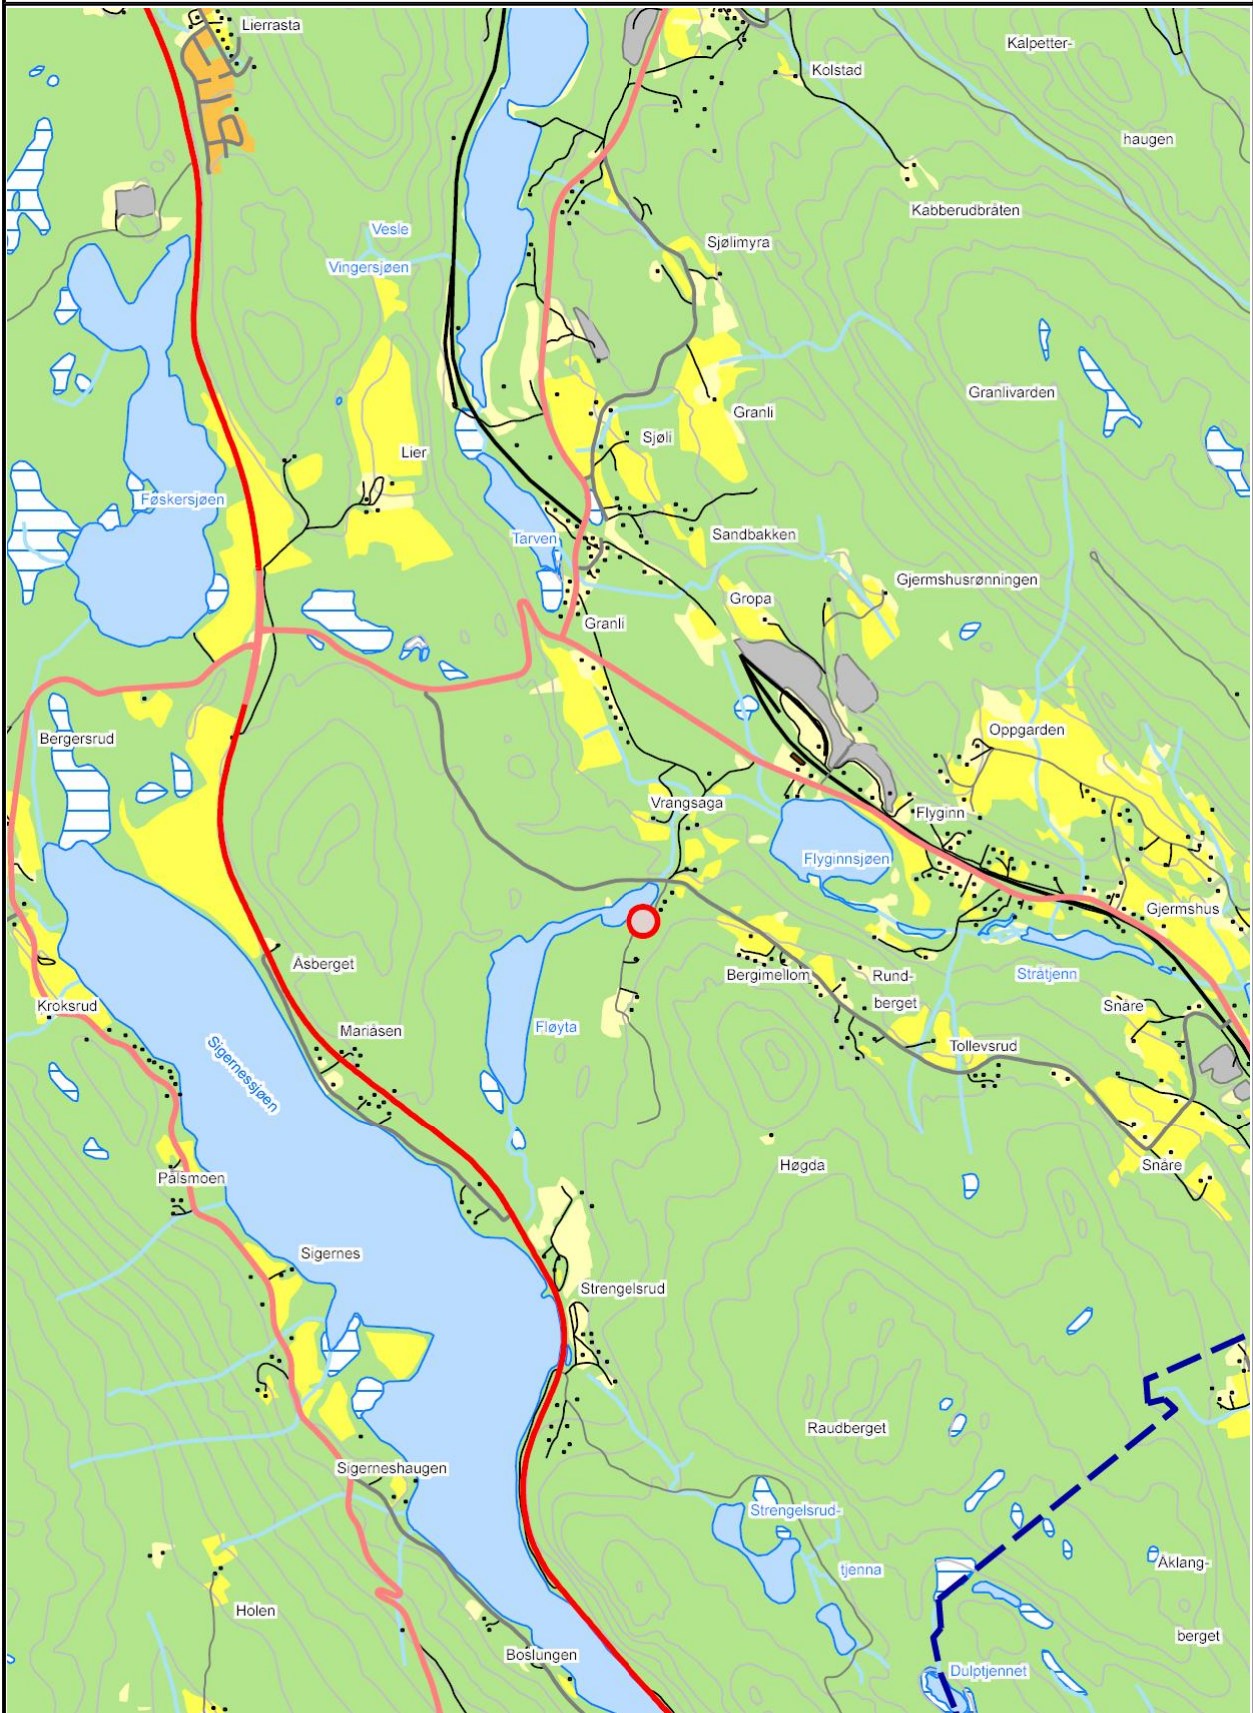 Lierrasta
Kalpetter-
Kolstad
haugen
Kabberudbråten
Vesle
Vingersjøen
Sjølimyra
Granlivarden
Granli
Sjøli
Lier
Føskersjøen
Tarven
Sandbakken
Gjermshusrønningen
Gropa
Granli
Bergersrud
Oppgarden
Vrangsaga
Flyginn
Flyginnsjøen
Gjermshus
Åsberget
Bergimellom
Rund-
berget
Stråtjenn
Kroksrud
Snåre
Mariåsen
Fløyta
Tollevsrud
Sigernessjøen
Høgda
Snåre
Pålsmoen
Sigernes
Strengelsrud
Raudberget
Sigerneshaugen
Strengelsrud-
tjenna
Åklang-
berget
Holen
Boslungen
Dulptjennet